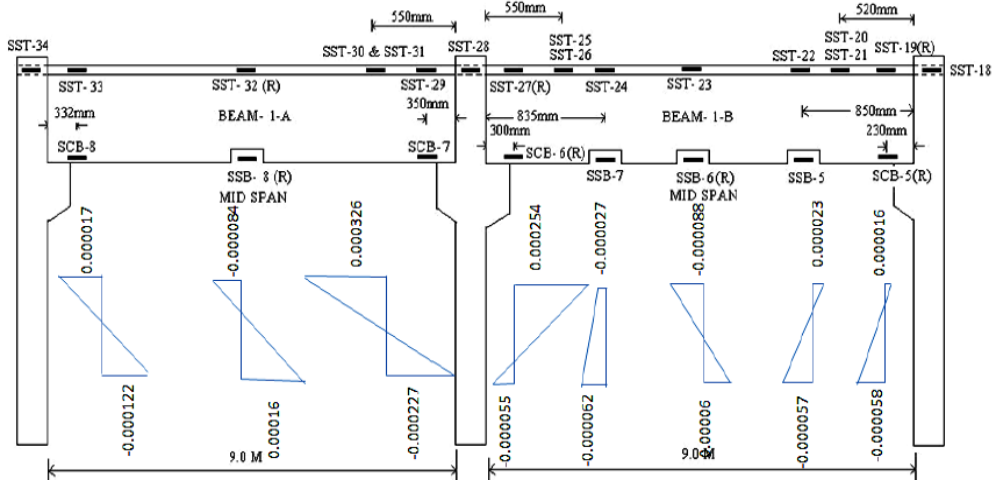 550mm
550mm
520mm
SST-34
SST-30 & SST-31
SST-28
SST-25
SST-26
SST-22
SST-20
SST-21
SST-19(R)
SST-18
SST-33
SST-32 (R)
SST-29
SST-27(R)
SST-24
SST-23
332mm
BEAM- 1-A
350mm
835mm
BEAM- 1-B
850mm
300mm
230mm
SCB-8
SCB-7
SCB-6(R)
SSB-8 (R)
MID SPAN
SSB-7
SSB-6(R)
MID SPAN
SSB-5
SCB-5(R)
0.000017
-0.000084
0.000326
0.000254
-0.000027
-0.000088
0.000023
0.000016
-0.000122
0.00016
-0.000227
-0.000055
-0.000062
0.00006
-0.000057
-0.000058
9.0 M